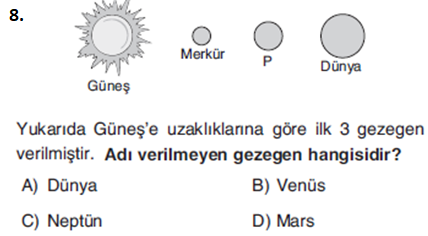 8.
Güneş
Merkür
P
Dünya
Yukarıda Güneş'e uzaklıklarına göre ilk 3 gezegen
verilmiştir. Adı verilmeyen gezegen hangisidir?
A) Dünya B) Venüs
C) Neptün D) Mars